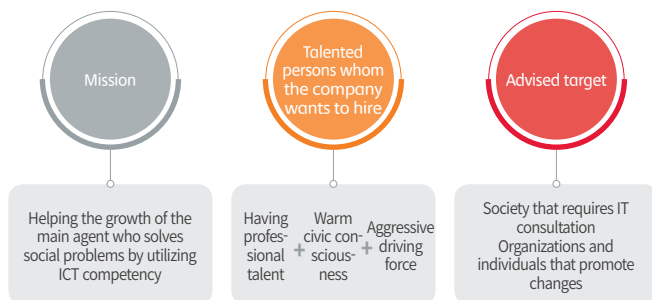 Mission
Talented
persons whom
the company
wants to hire
Advised target
Helping the growth of the
main agent who solves
social problems by utilizing
ICT competency
Having
profes-
sional
talent
+
Warm
civic con-
scious-
ness
+
Aggressive
driving
force
Society that requires IT
consultation
Organizations and
individuals that promote
changes